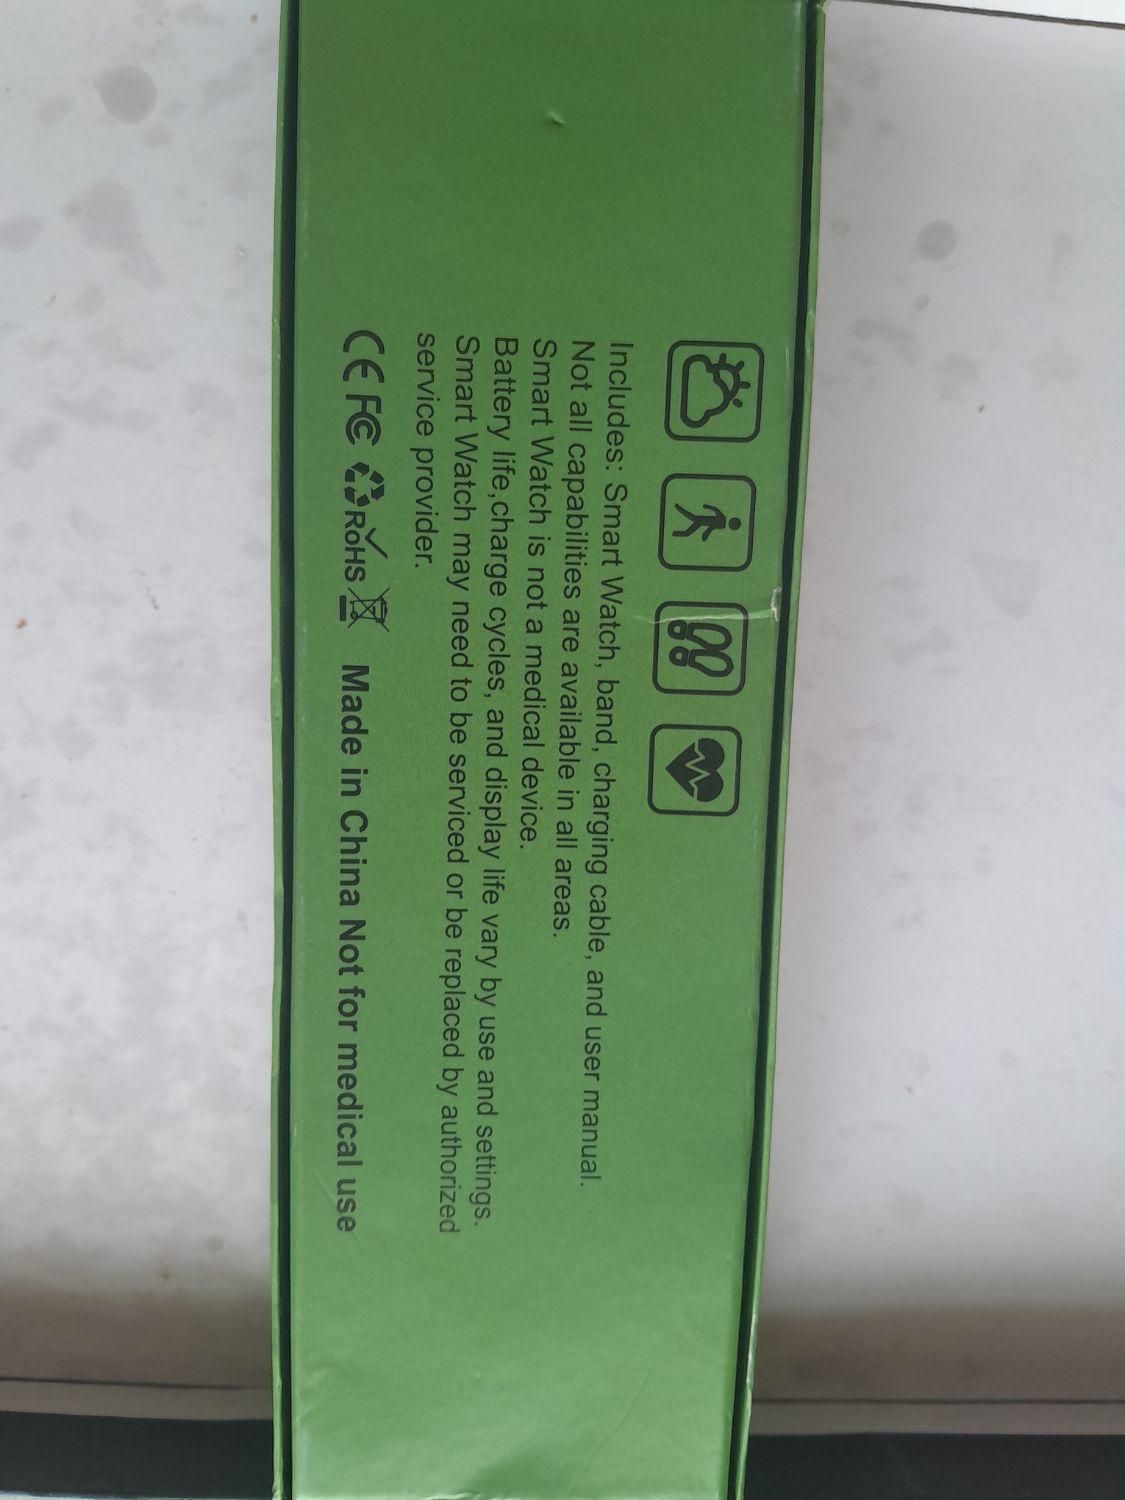 Includes: Smart Watch, band, charging cable, and user manual.
Not all capabilities are available in all areas.
Smart Watch is not a medical device.
Battery life,charge cycles, and display life vary by use and settings.
Smart Watch may need to be serviced or be replaced by authorized
service provider.
CE FC RoHS Made in China Not for medical use